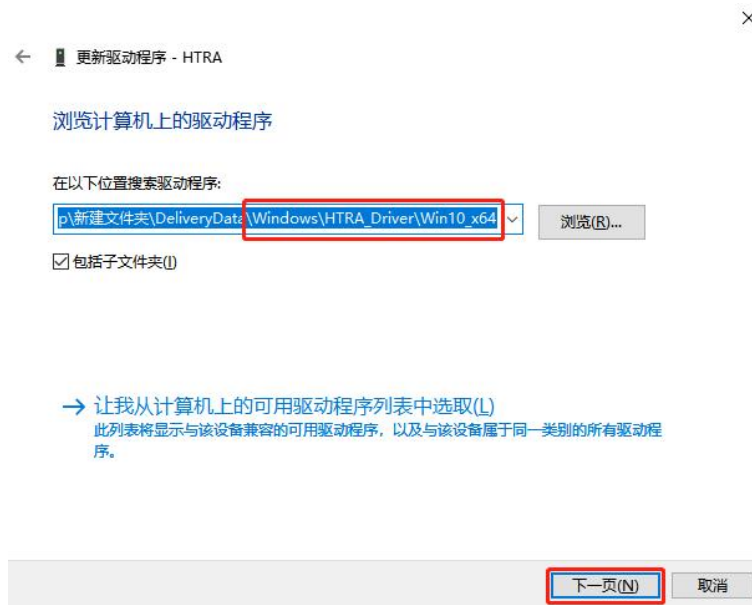 更新驱动程序 - HTRA
浏览计算机上的驱动程序
在以下位置搜索驱动程序:
p\新建文件夹\DeliveryData\Windows\HTRA_Driver\Win10_x64
浏览(R)...
包括子文件夹(I)
让我从计算机上的可用驱动程序列表中选取(L)
此列表将显示与该设备兼容的可用驱动程序，以及与该设备属于同一类别的所有驱动程
序。
下一页(N)
取消